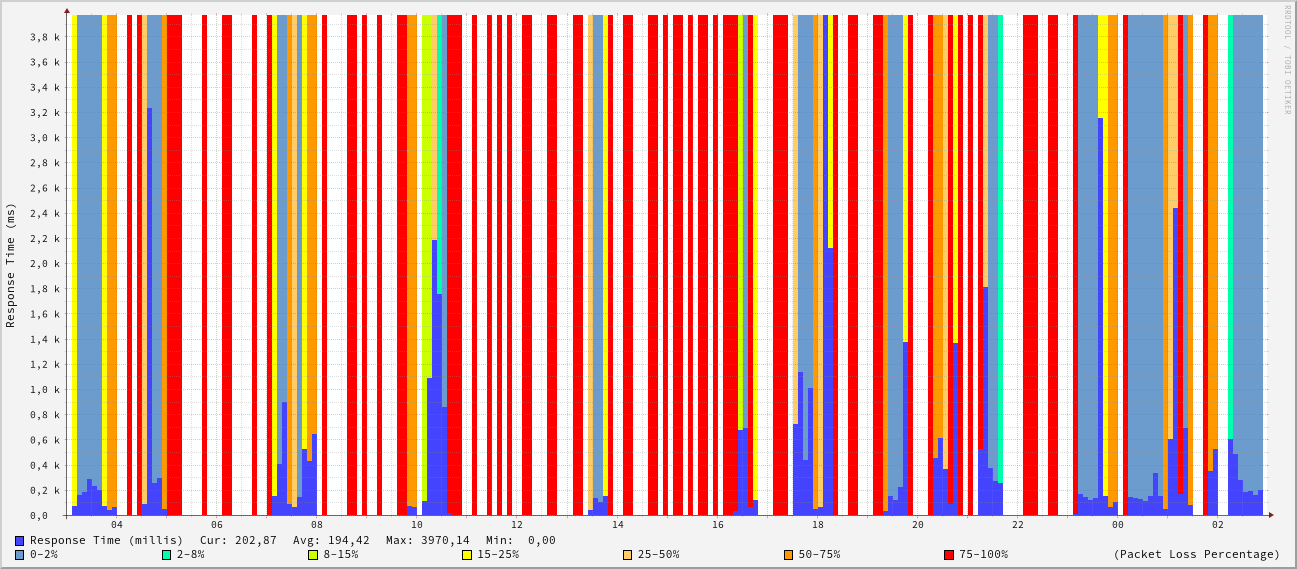 RRDTOOL / TOBI OETIKER
Response Time (ms)
3,8 k
3,6 k
3,4 k
3,2 k
3,0 k
2,8 k
2,6 k
2,4 k
2,2 k
2,0 k
1,8 k
1,6 k
1,4 k
1,2 k
1,0 k
0,8 k
0,6 k
0,4 k
0,2 k
0,0
04 06 08 10 12 14 16 18 20 22 00 02
Response Time (millis) Cur: 202,87 Avg: 194,42 Max: 3970,14 Min: 0,00
0-2% 2-8% 8-15% 15-25% 25-50% 50-75% 75-100% (Packet Loss Percentage)